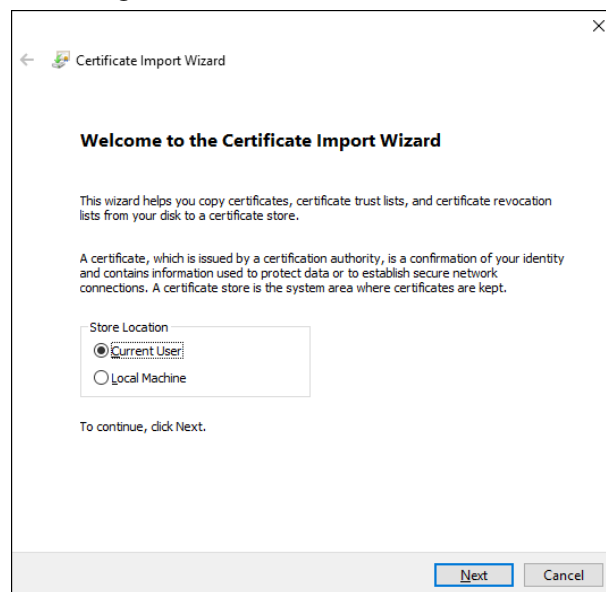 Certificate Import Wizard
Welcome to the Certificate Import Wizard
This wizard helps you copy certificates, certificate trust lists, and certificate revocation
lists from your disk to a certificate store.
A certificate, which is issued by a certification authority, is a confirmation of your identity
and contains information used to protect data or to establish secure network
connections. A certificate store is the system area where certificates are kept.
Store Location
Current User
Local Machine
To continue, click Next.
Next Cancel